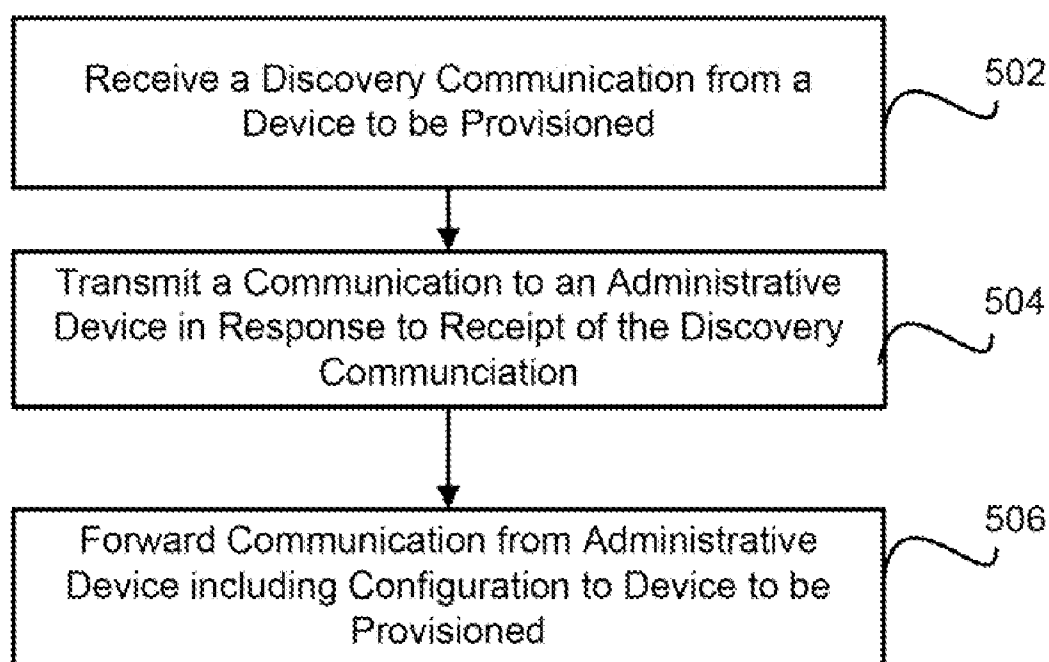 Receive a Discovery Communication from a
Device to be Provisioned
502
Transmit a Communication to an Administrative
Device in Response to Receipt of the Discovery
Communciation
504
Forward Communication from Administrative
Device including Configuration to Device to be
Provisioned
506